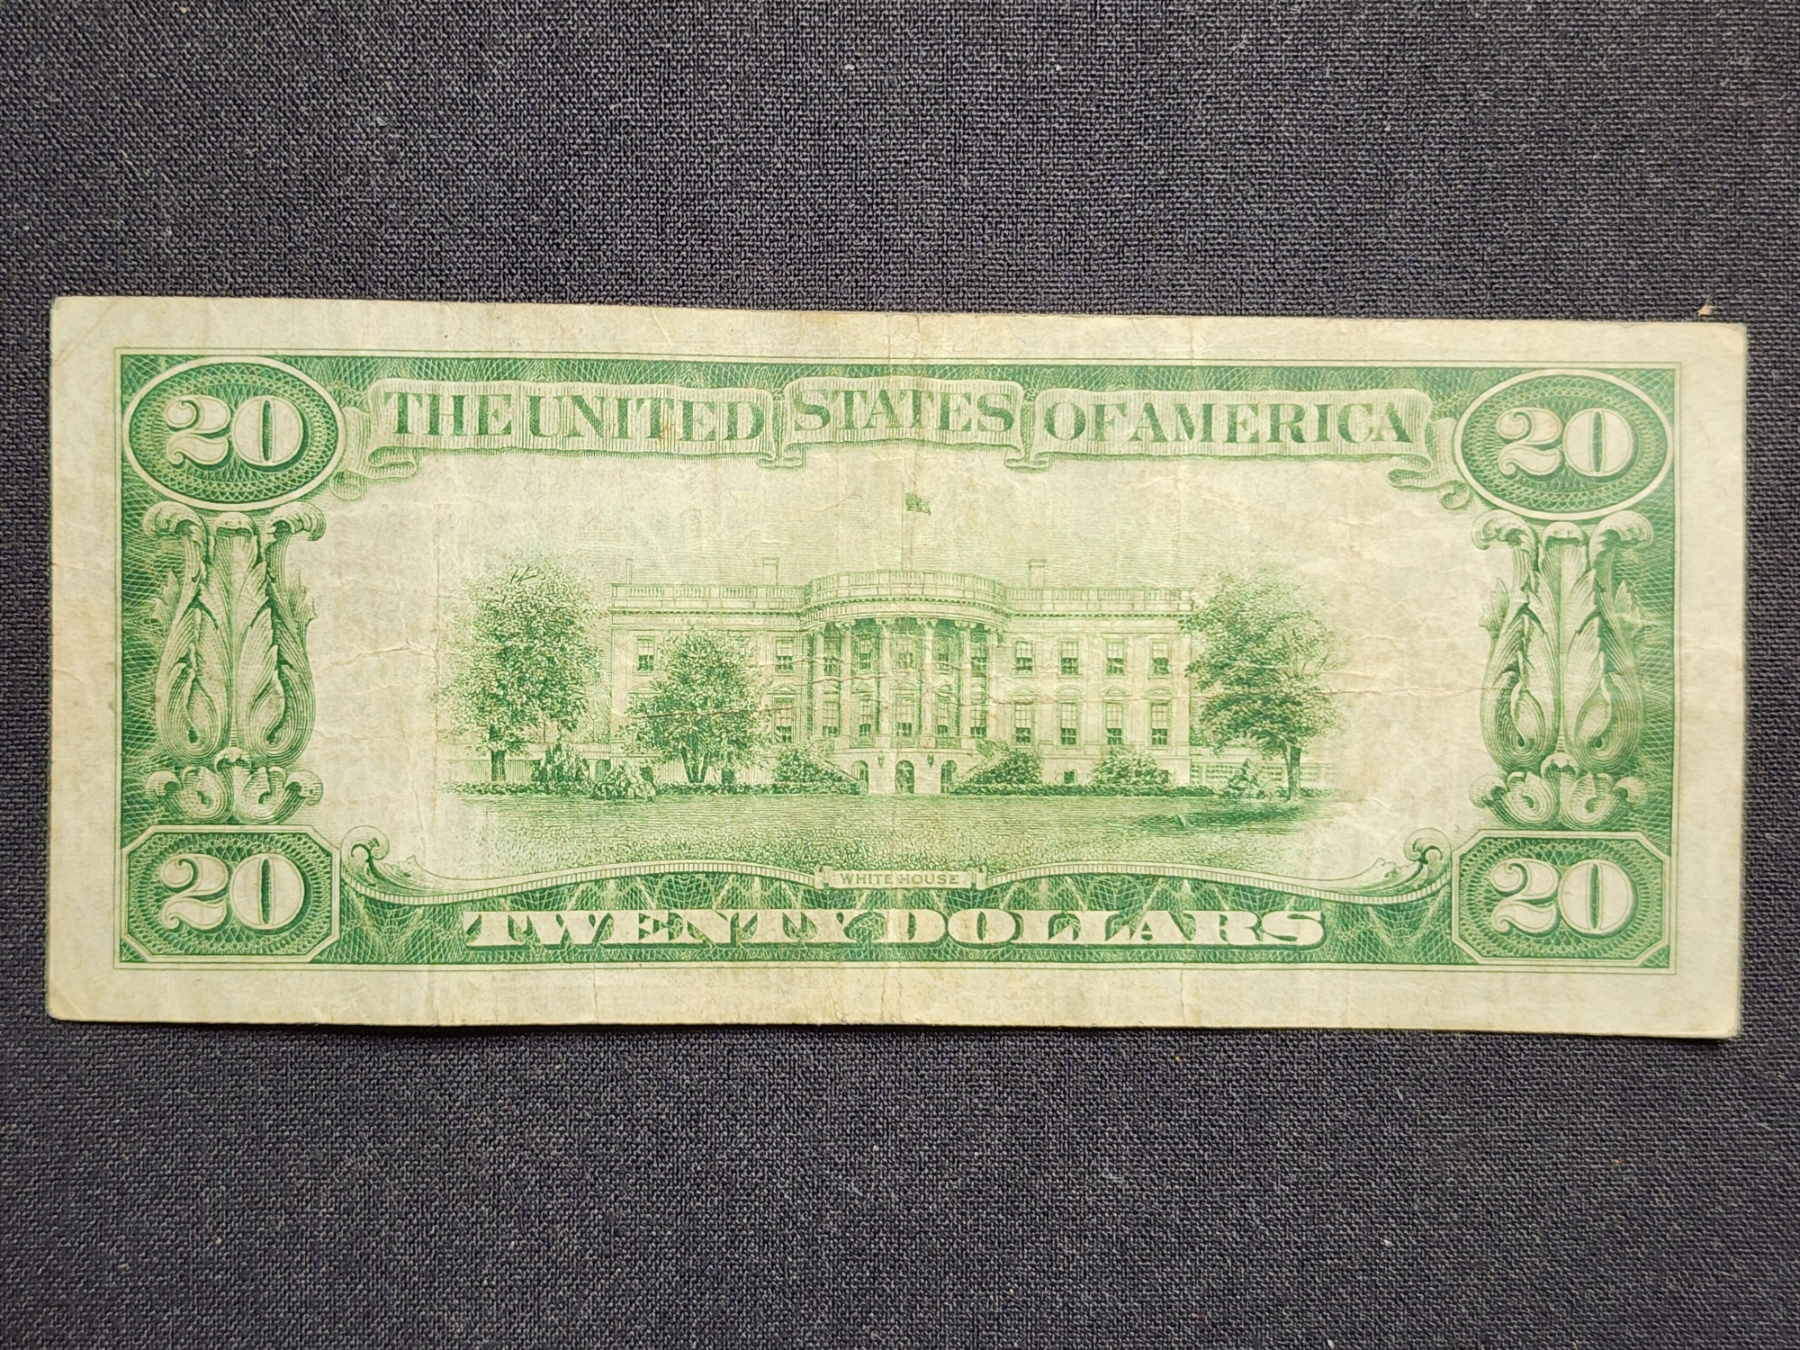 20 THE UNITED STATES OF AMERICA 20
WHITE HOUSE
20 TWENTY DOLLARS 20